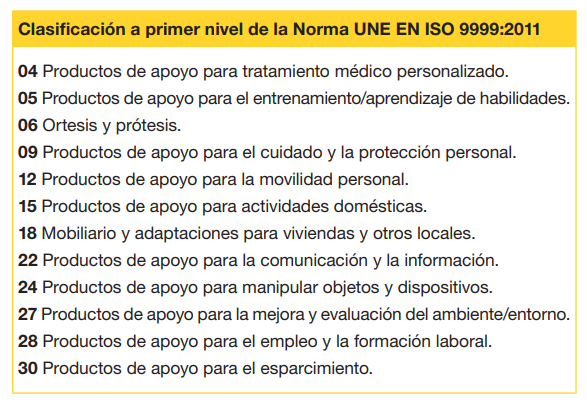 Clasificación a primer nivel de la Norma UNE EN ISO 9999:2011
04 Productos de apoyo para tratamiento médico personalizado.
05 Productos de apoyo para el entrenamiento/aprendizaje de habilidades.
06 Ortesis y prótesis.
09 Productos de apoyo para el cuidado y la protección personal.
12 Productos de apoyo para la movilidad personal.
15 Productos de apoyo para actividades domésticas.
18 Mobiliario y adaptaciones para viviendas y otros locales.
22 Productos de apoyo para la comunicación y la información.
24 Productos de apoyo para manipular objetos y dispositivos.
27 Productos de apoyo para la mejora y evaluación del ambiente/entorno.
28 Productos de apoyo para el empleo y la formación laboral.
30 Productos de apoyo para el esparcimiento.